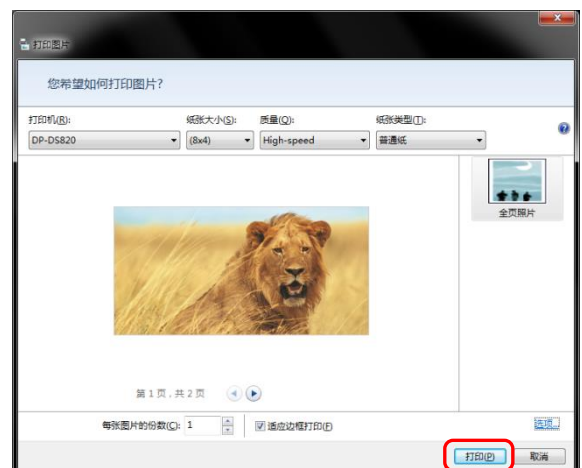 打印图片
您希望如何打印图片?
打印机(R):
纸张大小(S):
质量(Q):
纸张类型(T):
DP-DS820
(8x4)
High-speed
普通纸
全页照片
第 1 页，共 2 页
每张图片的份数(C): 1
适应边框打印(F)
选项...
打印(P)
取消